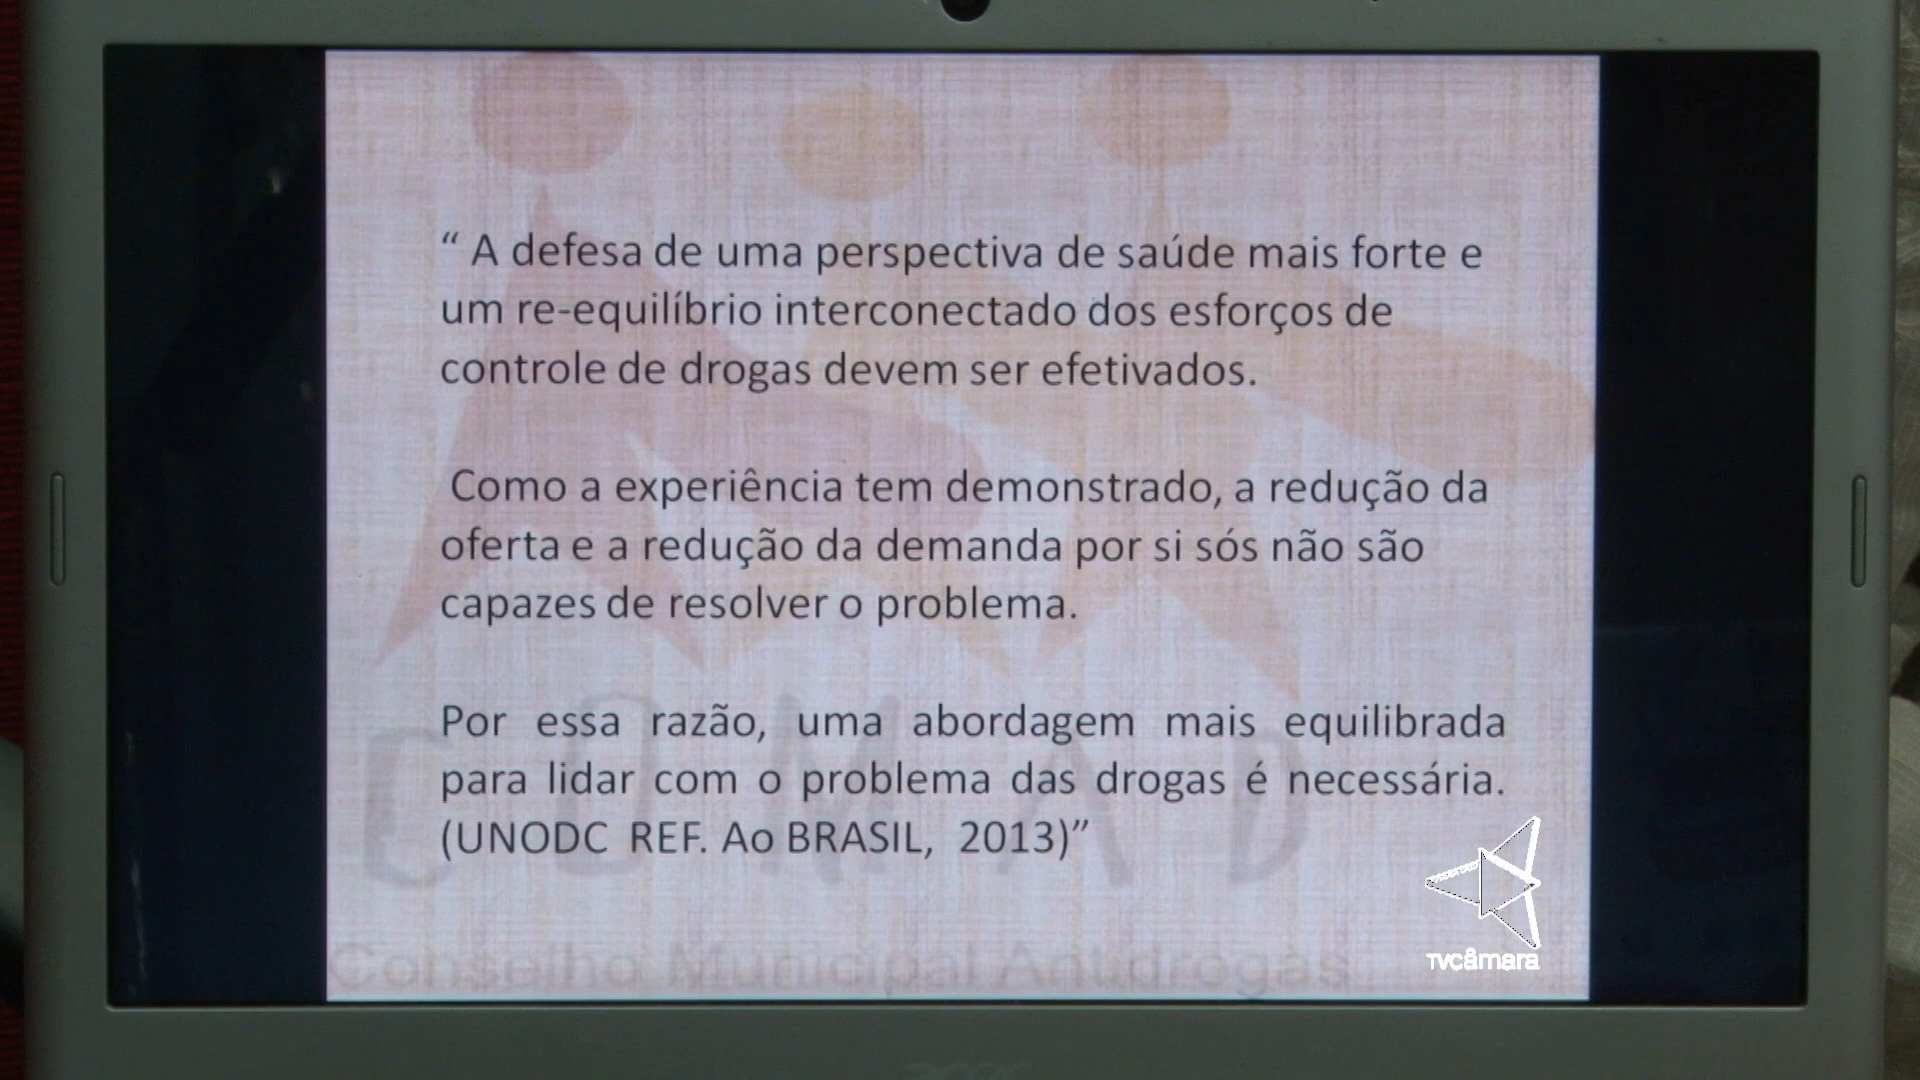 “ A defesa de uma perspectiva de saúde mais forte e
um re-equilíbrio interconectado dos esforços de
controle de drogas devem ser efetivados.
Como a experiência tem demonstrado, a redução da
oferta e a redução da demanda por si sós não são
capazes de resolver o problema.
Por essa razão, uma abordagem mais equilibrada
para lidar com o problema das drogas é necessária.
(UNODC REF. Ao BRASIL, 2013)”
COMAD
Conselho Municipal Antidrogas
TVCâmara
acer